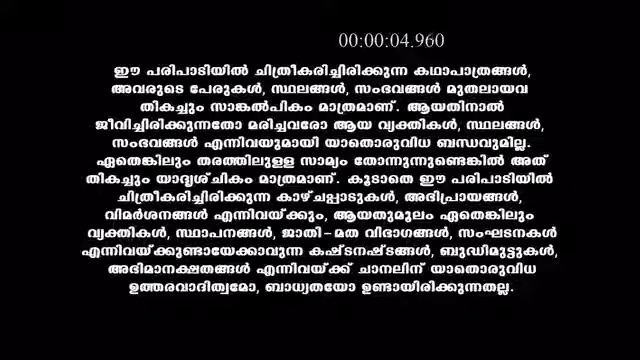 00:00:04.960
ഈ പരിപാടിയിൽ ചിത്രീകരിച്ചിരിക്കുന്ന കഥാപാത്രങ്ങൾ,
അവരുടെ പേരുകൾ, സ്ഥലങ്ങൾ, സംഭവങ്ങൾ മുതലായവ
തികച്ചും സാങ്കൽപികം മാത്രമാണ്. ആയതിനാൽ
ജീവിച്ചിരിക്കുന്നതോ മരിച്ചവരോ ആയ വ്യക്തികൾ, സ്ഥലങ്ങൾ,
സംഭവങ്ങൾ എന്നിവയുമായി യാതൊരുവിധ ബന്ധവുമില്ല.
ഏതെങ്കിലും തരത്തിലുളള സാമ്യം തോന്നുന്നുണ്ടെങ്കിൽ അത്
തികച്ചും യാദൃശ്ചികം മാത്രമാണ്. കൂടാതെ ഈ പരിപാടിയിൽ
ചിത്രീകരിച്ചിരിക്കുന്ന കാഴ്ചപ്പാടുകൾ, അഭിപ്രായങ്ങൾ,
വിമർശനങ്ങൾ എന്നിവയ്ക്കും, ആയതുമൂലം ഏതെങ്കിലും
വ്യക്തികൾ, സ്ഥാപനങ്ങൾ, ജാതി-മത വിഭാഗങ്ങൾ, സംഘടനകൾ
എന്നിവയ്ക്കുണ്ടായേക്കാവുന്ന കഷ്ടനഷ്ടങ്ങൾ, ബുദ്ധിമുട്ടുകൾ,
അഭിമാനക്ഷതങ്ങൾ എന്നിവയ്ക്ക് ചാനലിന് യാതൊരുവിധ
ഉത്തരവാദിത്വമോ, ബാധ്യതയോ ഉണ്ടായിരിക്കുന്നതല്ല.